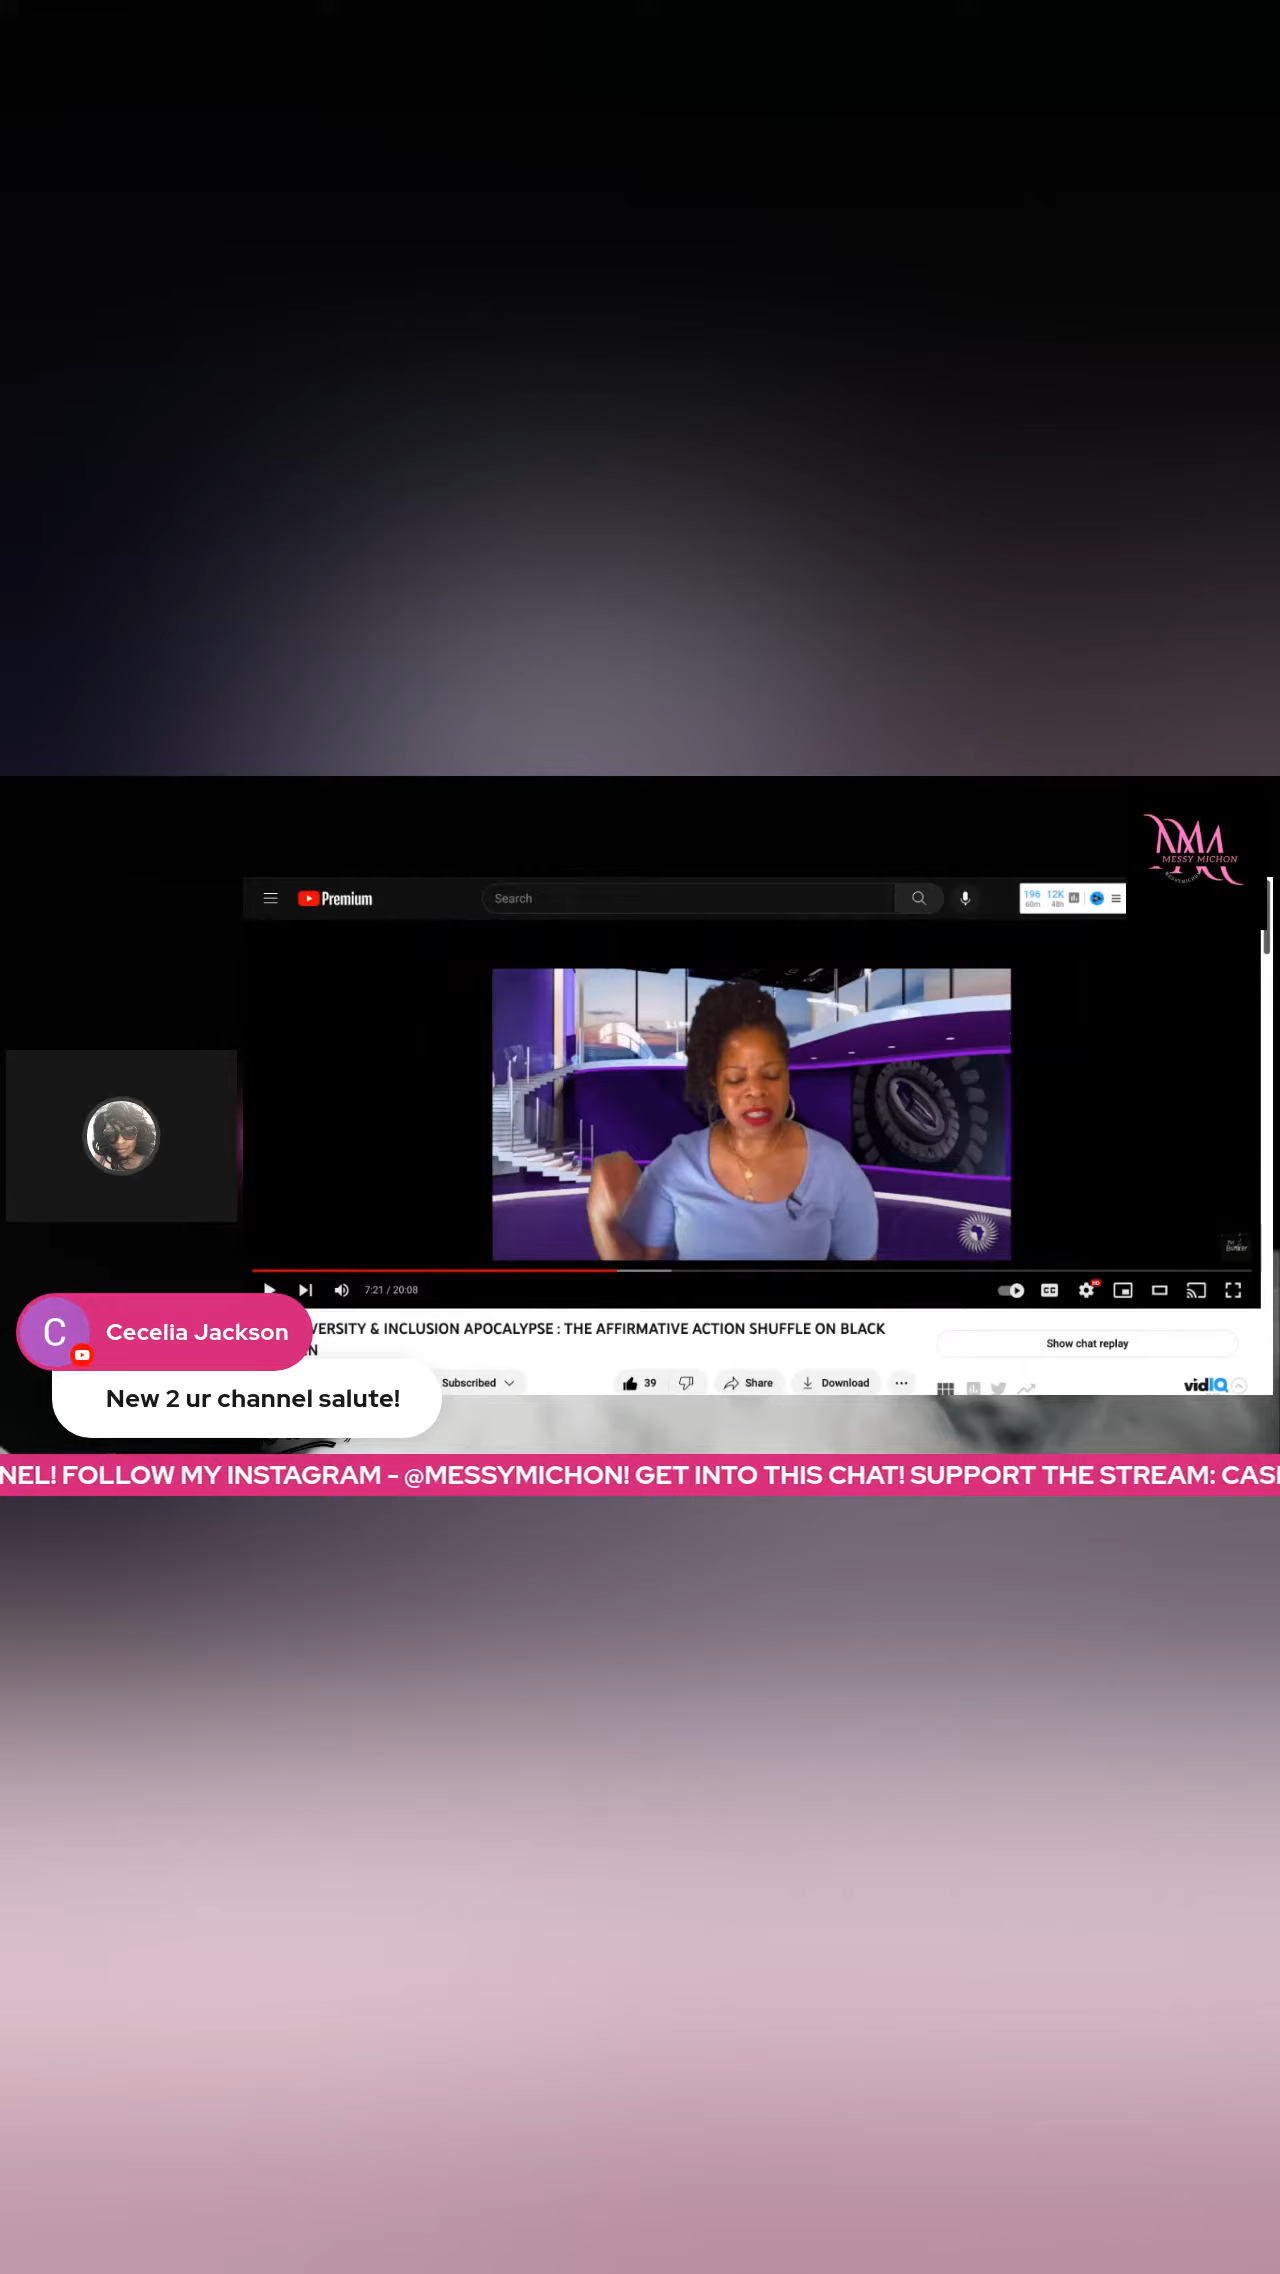 MESSY MICHON
Premium
Search
196 12K
60m 48h
7:21 / 20:08
CC
HD
VERSITY & INCLUSION APOCALYPSE : THE AFFIRMATIVE ACTION SHUFFLE ON BLACK
N
Show chat replay
Subscribed
39
Share
Download
vidIQ
C
Cecelia Jackson
New 2 ur channel salute!
NEL! FOLLOW MY INSTAGRAM - @MESSYMICHON! GET INTO THIS CHAT! SUPPORT THE STREAM: CAS